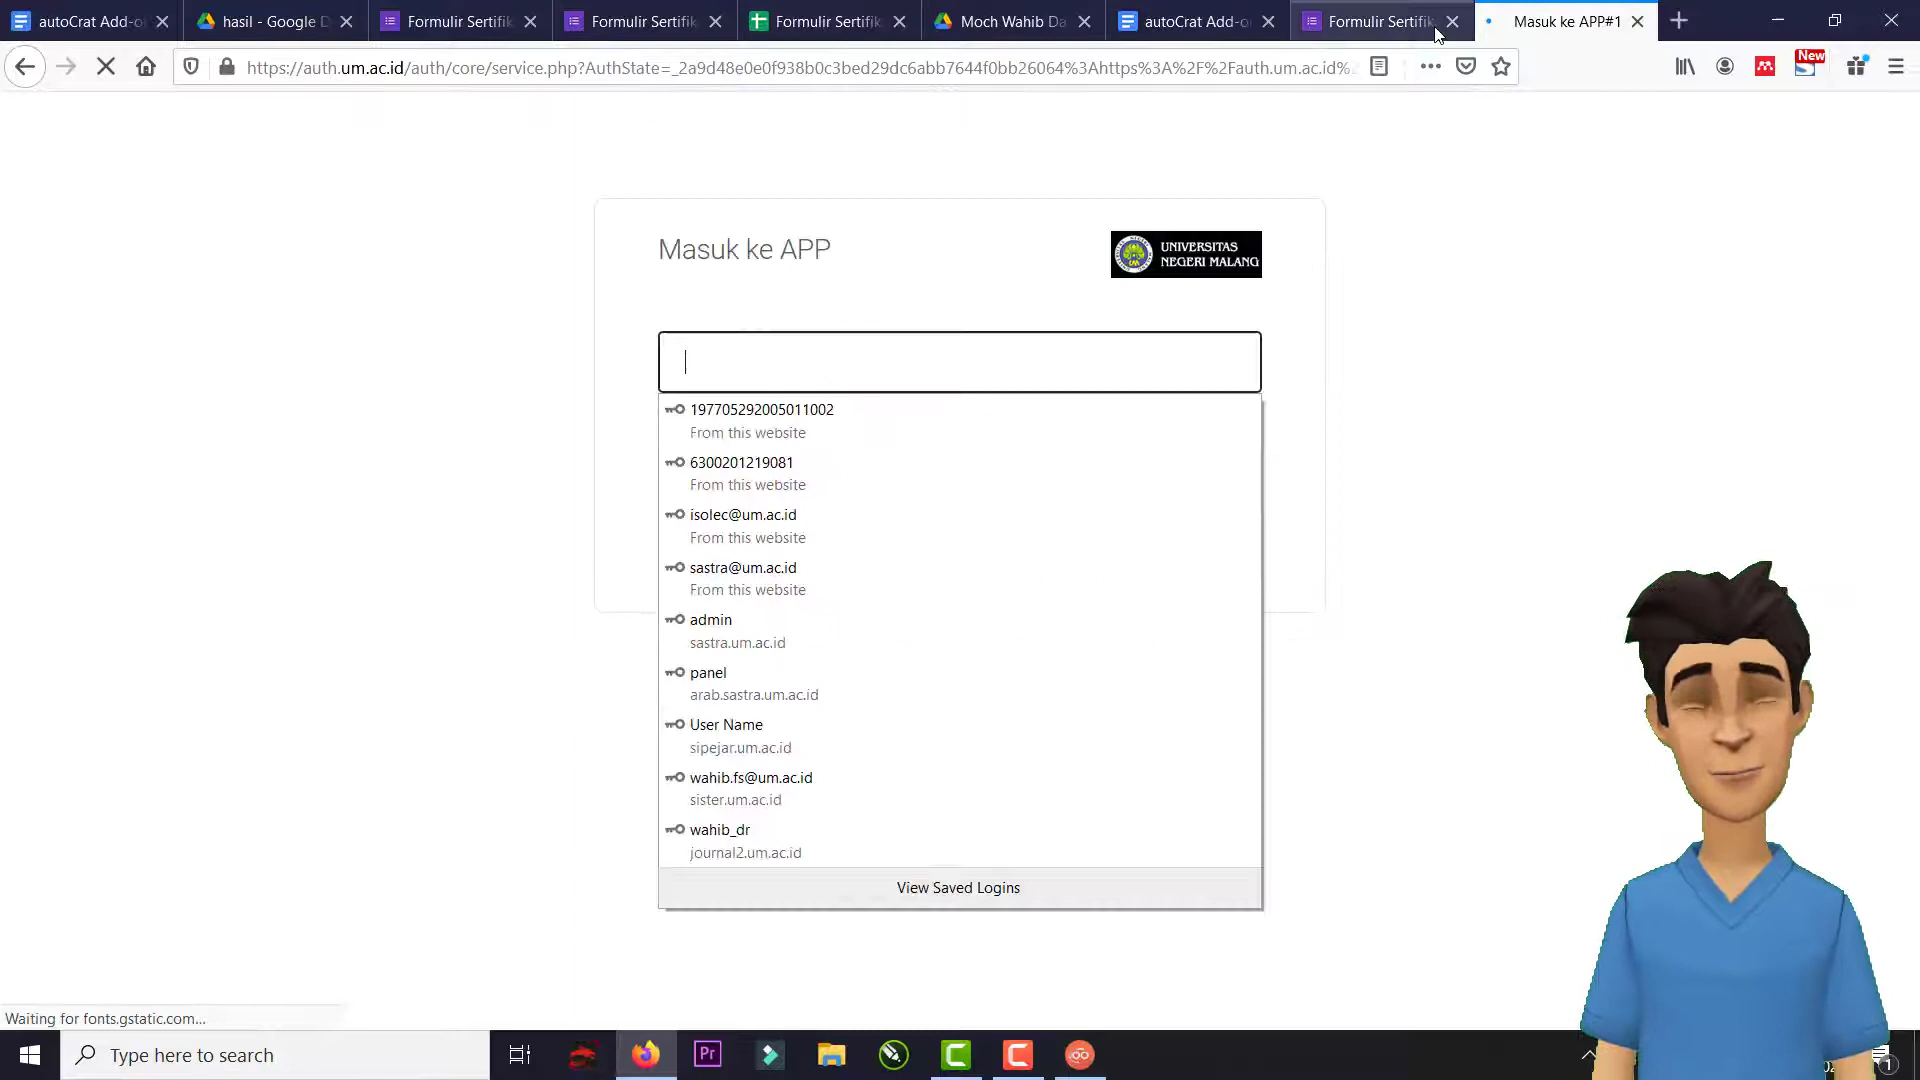 autoCrat Add-o
hasil - Google D
Formulir Sertifik
Formulir Sertifik
Formulir Sertifik
Moch Wahib Da
autoCrat Add-o
Formulir Sertifik
Masuk ke APP#1
https://auth.um.ac.id/auth/core/service.php?AuthState=_2a9d48e0e0f938b0c3bed29dc6abb7644f0bb26064%3Ahttps%3A%2F%2Fauth.um.ac.id%
New
Masuk ke APP
UNIVERSITAS
NEGERI MALANG
197705292005011002
From this website
6300201219081
From this website
isolec@um.ac.id
From this website
sastra@um.ac.id
From this website
admin
sastra.um.ac.id
panel
arab.sastra.um.ac.id
User Name
sipejar.um.ac.id
wahib.fs@um.ac.id
sister.um.ac.id
wahib_dr
journal2.um.ac.id
View Saved Logins
Waiting for fonts.gstatic.com...
Type here to search
Pr
1